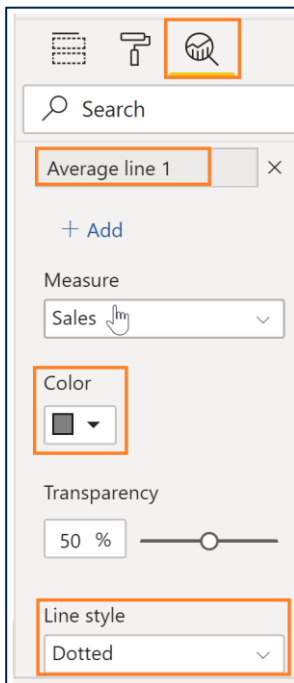 Search
Average line 1
+ Add
Measure
Sales
Color
Transparency
50 %
Line style
Dotted